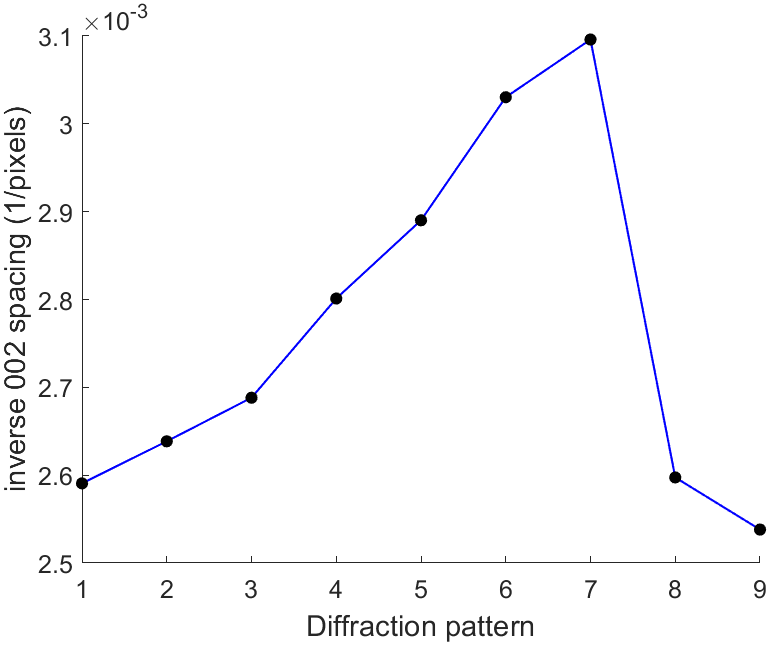 ×10-3
3.1
3
2.9
2.8
2.7
2.6
2.5
inverse 002 spacing (1/pixels)
1 2 3 4 5 6 7 8 9
Diffraction pattern